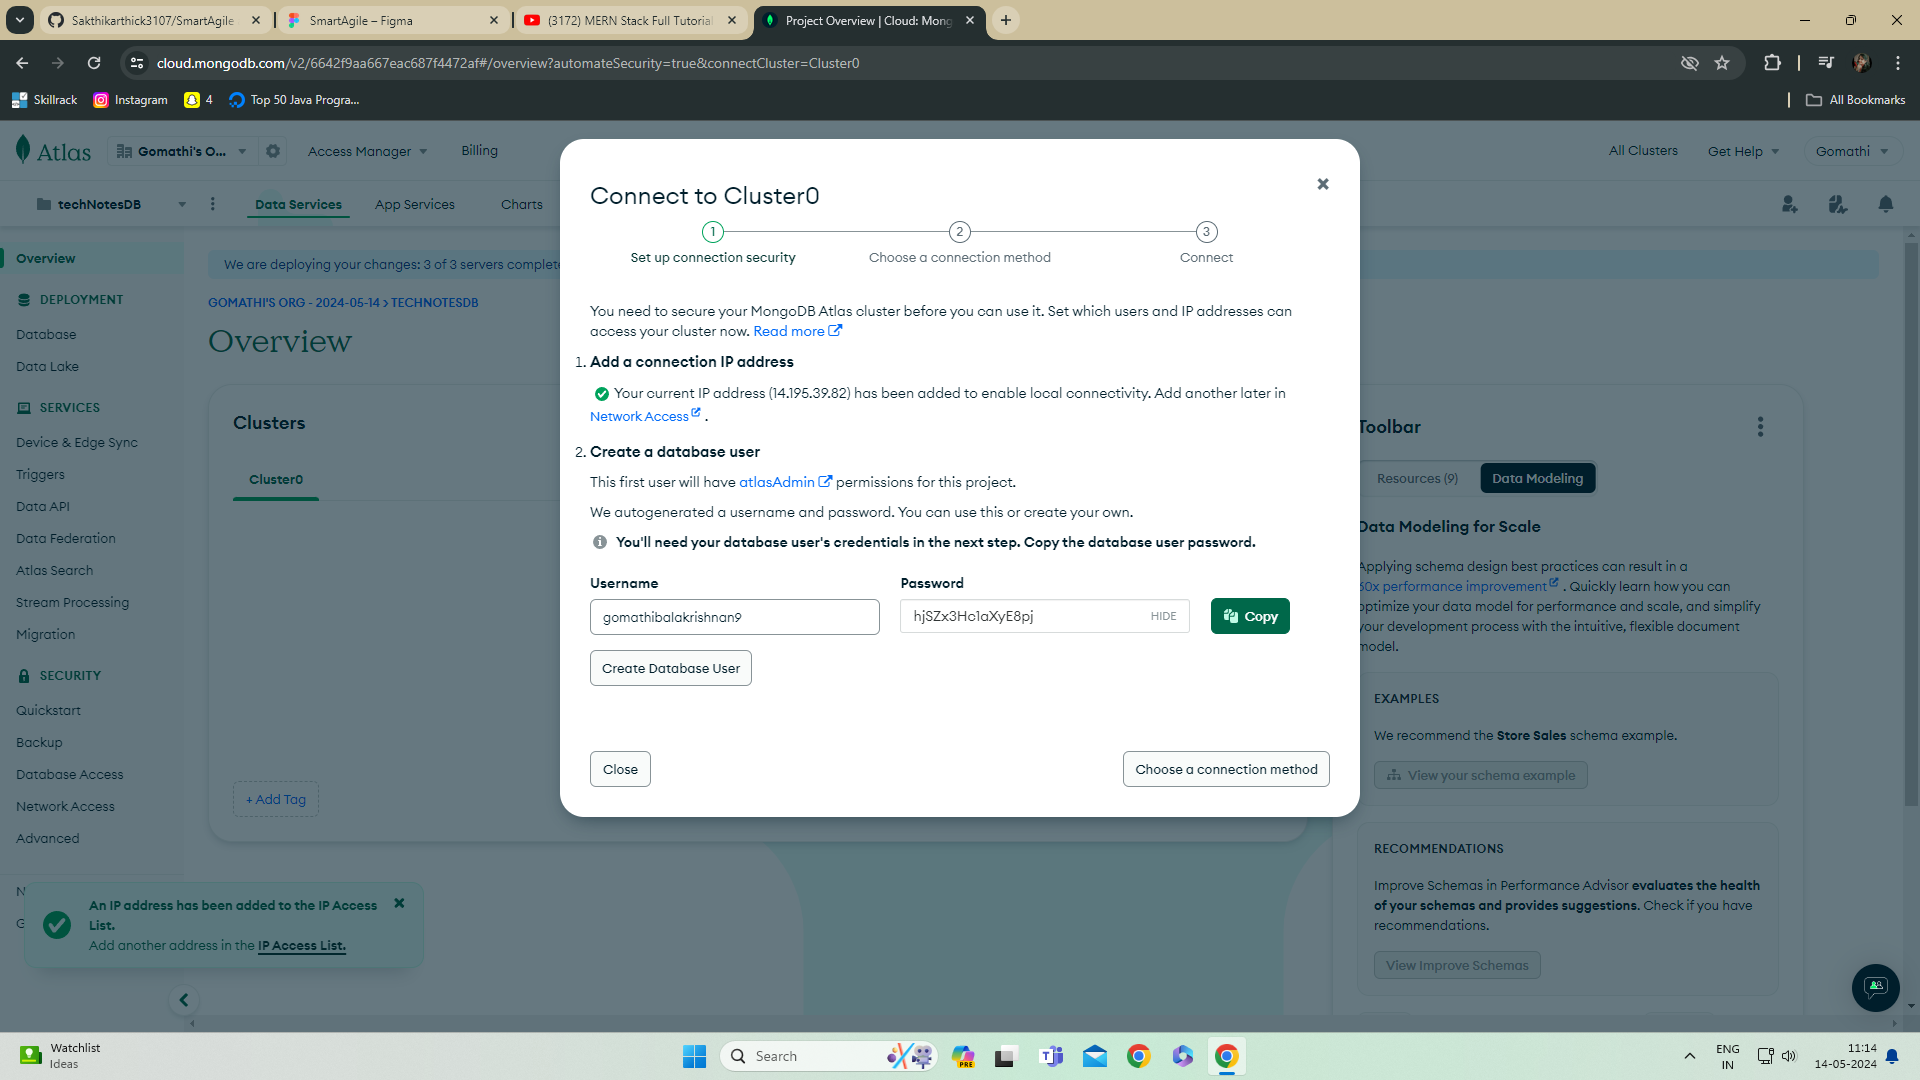 Sakthikarthick3107/SmartAgile
SmartAgile – Figma
(3172) MERN Stack Full Tutorial
Project Overview | Cloud: Mong
cloud.mongodb.com/v2/6642f9aa667eac687f4472af#/overview?automateSecurity=true&connectCluster=Cluster0
Skillrack
Instagram
4
Top 50 Java Progra...
All Bookmarks
Atlas
Gomathi's O...
Access Manager
Billing
All Clusters
Get Help
Gomathi
techNotesDB
Data Services
App Services
Charts
Overview
DEPLOYMENT
Database
Data Lake
SERVICES
Device & Edge Sync
Triggers
Data API
Data Federation
Atlas Search
Stream Processing
Migration
SECURITY
Quickstart
Backup
Database Access
Network Access
Advanced
We are deploying your changes: 3 of 3 servers complete
GOMATHI'S ORG - 2024-05-14 > TECHNOTESDB
Overview
Clusters
Cluster0
+ Add Tag
Connect to Cluster0
1
2
3
Set up connection security
Choose a connection method
Connect
You need to secure your MongoDB Atlas cluster before you can use it. Set which users and IP addresses can
access your cluster now. Read more
1. Add a connection IP address
Your current IP address (14.195.39.82) has been added to enable local connectivity. Add another later in
Network Access .
2. Create a database user
This first user will have atlasAdmin permissions for this project.
We autogenerated a username and password. You can use this or create your own.
You'll need your database user's credentials in the next step. Copy the database user password.
Username
Password
gomathibalakrishnan9
hjSZx3Hc1aXyE8pj
HIDE
Copy
Create Database User
Close
Choose a connection method
Toolbar
Resources (9)
Data Modeling
Data Modeling for Scale
Applying schema design best practices can result in a
60x performance improvement . Quickly learn how you can
optimize your data model for performance and scale, and simplify
your development process with the intuitive, flexible document
model.
EXAMPLES
We recommend the Store Sales schema example.
View your schema example
RECOMMENDATIONS
Improve Schemas in Performance Advisor evaluates the health
of your schemas and provides suggestions. Check if you have
recommendations.
View Improve Schemas
An IP address has been added to the IP Access
List.
Add another address in the IP Access List.
Watchlist
Ideas
Search
PRE
ENG
IN
11:14
14-05-2024